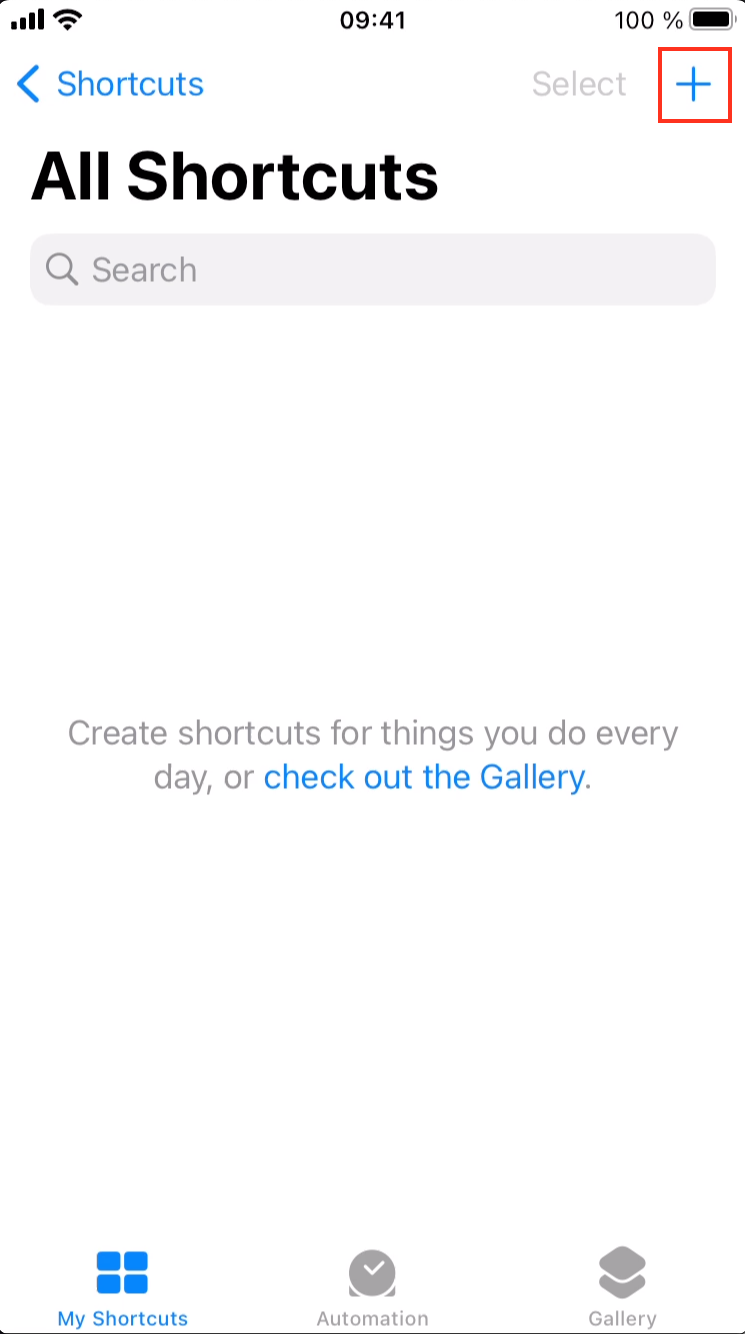 09:41
100 %
Shortcuts
Select
All Shortcuts
Search
Create shortcuts for things you do every
day, or check out the Gallery.
My Shortcuts
Automation
Gallery